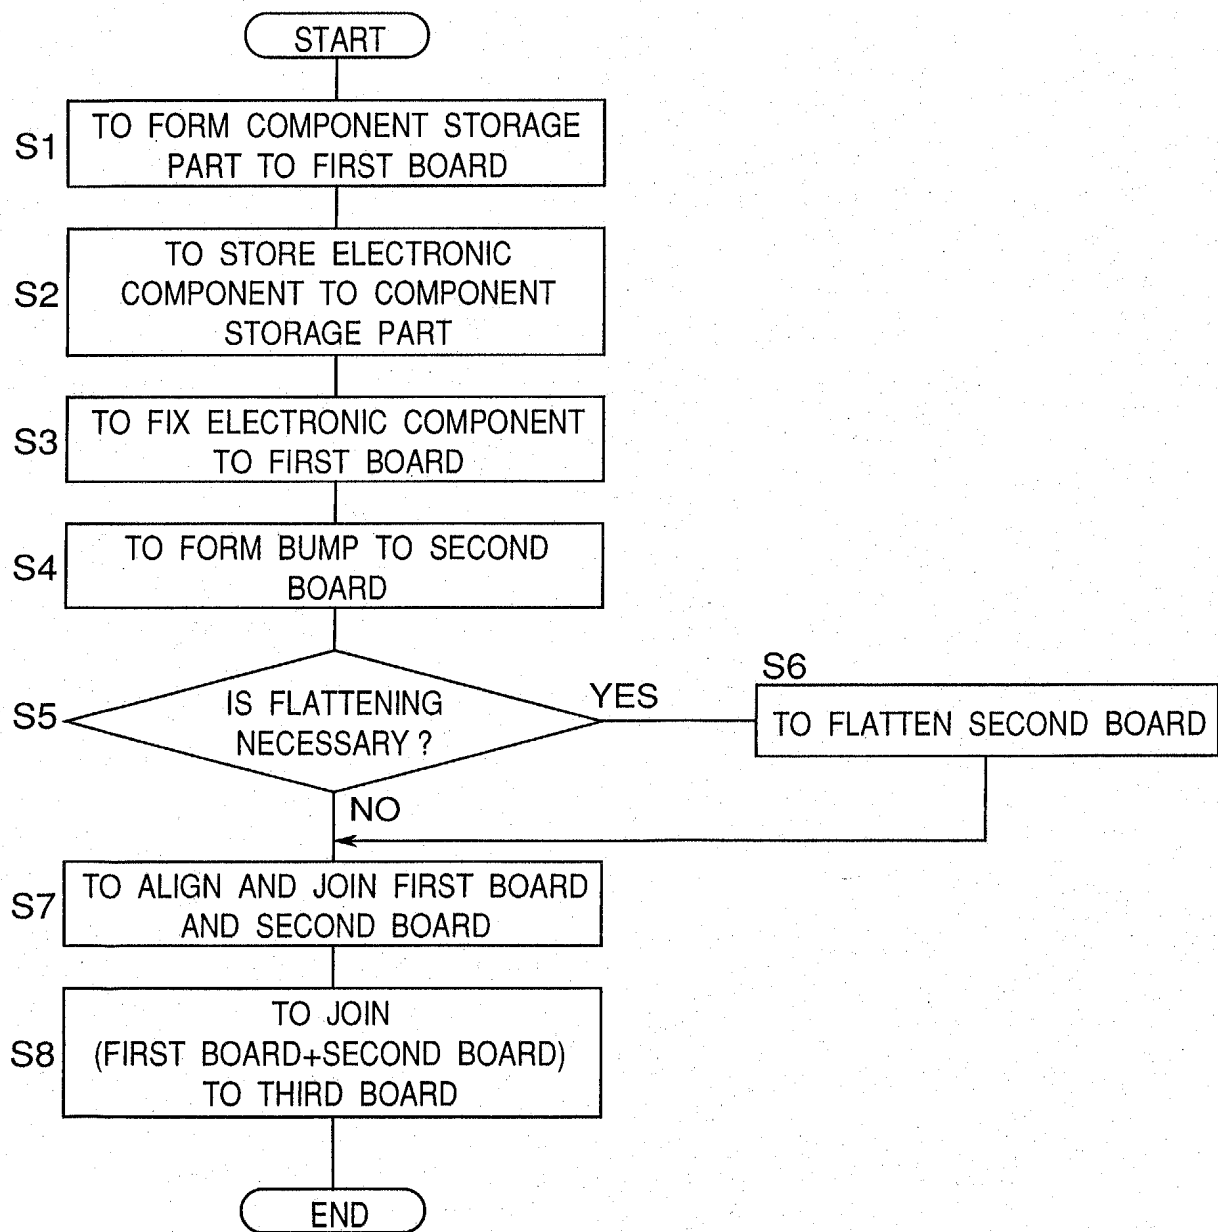 START
S1
TO FORM COMPONENT STORAGE
PART TO FIRST BOARD
S2
TO STORE ELECTRONIC
COMPONENT TO COMPONENT
STORAGE PART
S3
TO FIX ELECTRONIC COMPONENT
TO FIRST BOARD
S4
TO FORM BUMP TO SECOND
BOARD
S5
IS FLATTENING
NECESSARY ?
YES
S6
TO FLATTEN SECOND BOARD
NO
S7
TO ALIGN AND JOIN FIRST BOARD
AND SECOND BOARD
S8
TO JOIN
(FIRST BOARD+SECOND BOARD)
TO THIRD BOARD
END